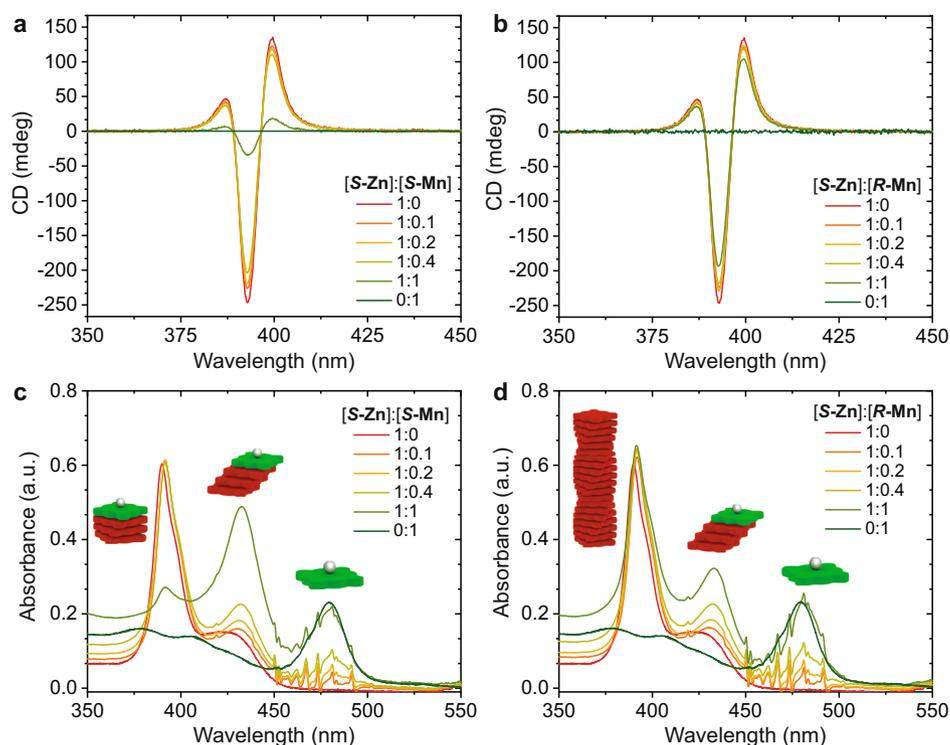 a
150
100
50
0
-50
-100
-150
-200
-250
CD (mdeg)
[S-Zn]:[S-Mn]
1:0
1:0.1
1:0.2
1:0.4
1:1
0:1
350 375 400 425 450
Wavelength (nm)
b
150
100
50
0
-50
-100
-150
-200
-250
CD (mdeg)
[S-Zn]:[R-Mn]
1:0
1:0.1
1:0.2
1:0.4
1:1
0:1
350 375 400 425 450
Wavelength (nm)
c
0.8
0.6
0.4
0.2
0.0
Absorbance (a.u.)
[S-Zn]:[S-Mn]
1:0
1:0.1
1:0.2
1:0.4
1:1
0:1
350 400 450 500 550
Wavelength (nm)
d
0.8
0.6
0.4
0.2
0.0
Absorbance (a.u.)
[S-Zn]:[R-Mn]
1:0
1:0.1
1:0.2
1:0.4
1:1
0:1
350 400 450 500 550
Wavelength (nm)